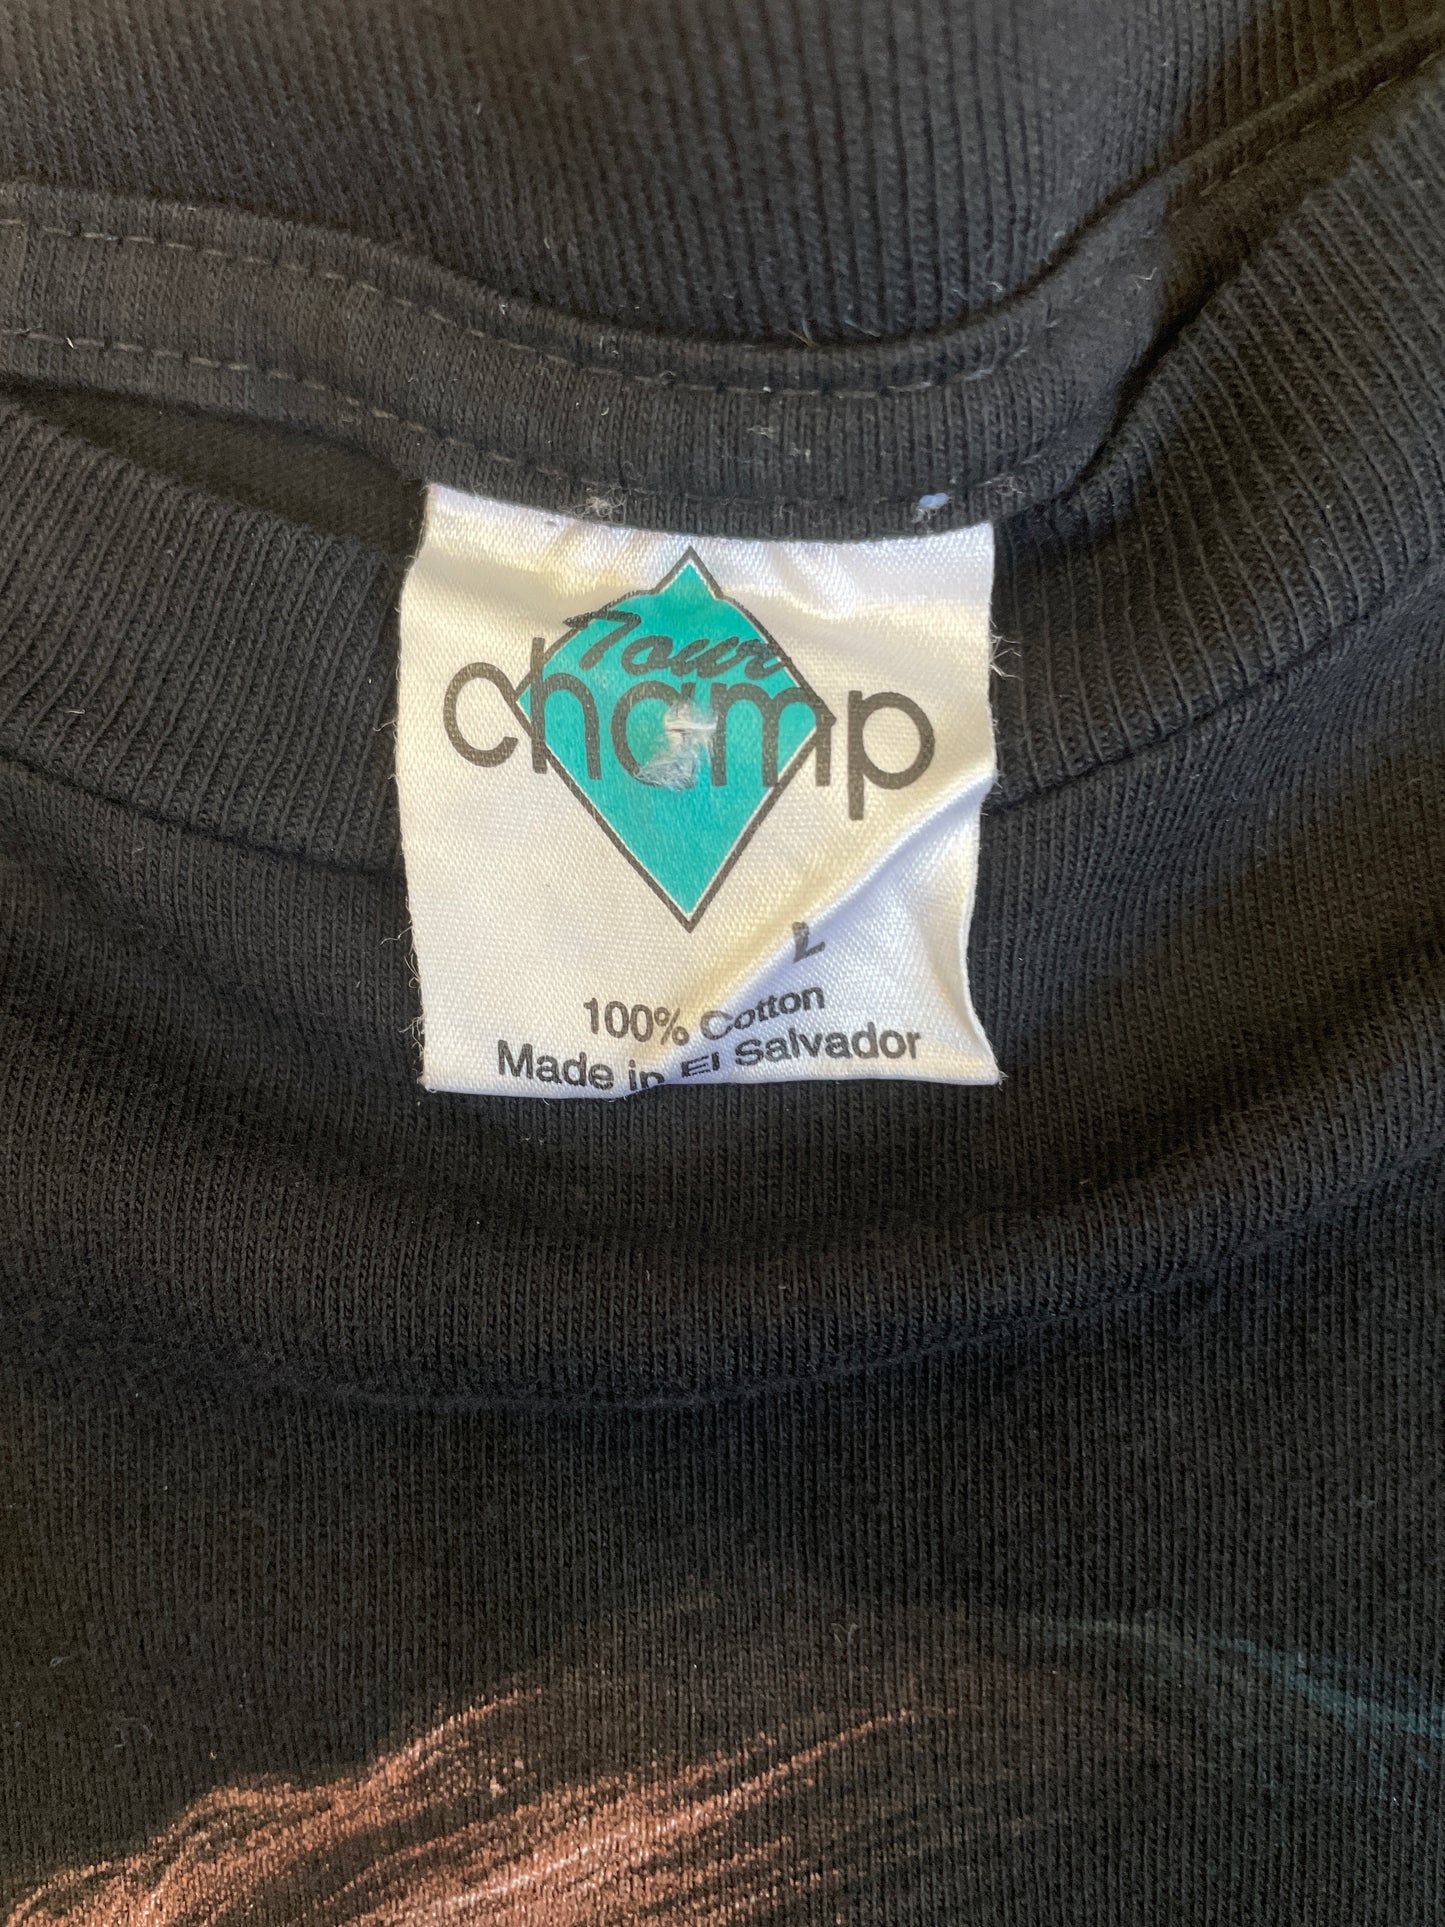 Tour
champ
L
100% Cotton
Made in El Salvador